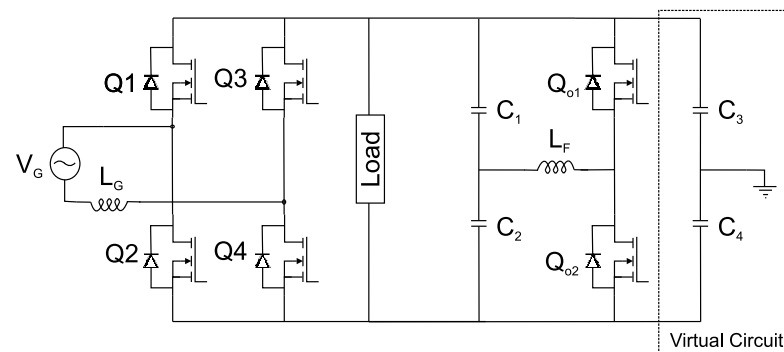 Q1
Q3
Qo1
C1
C3
VG
LG
Load
LF
Q2
Q4
C2
Qo2
C4
Virtual Circuit